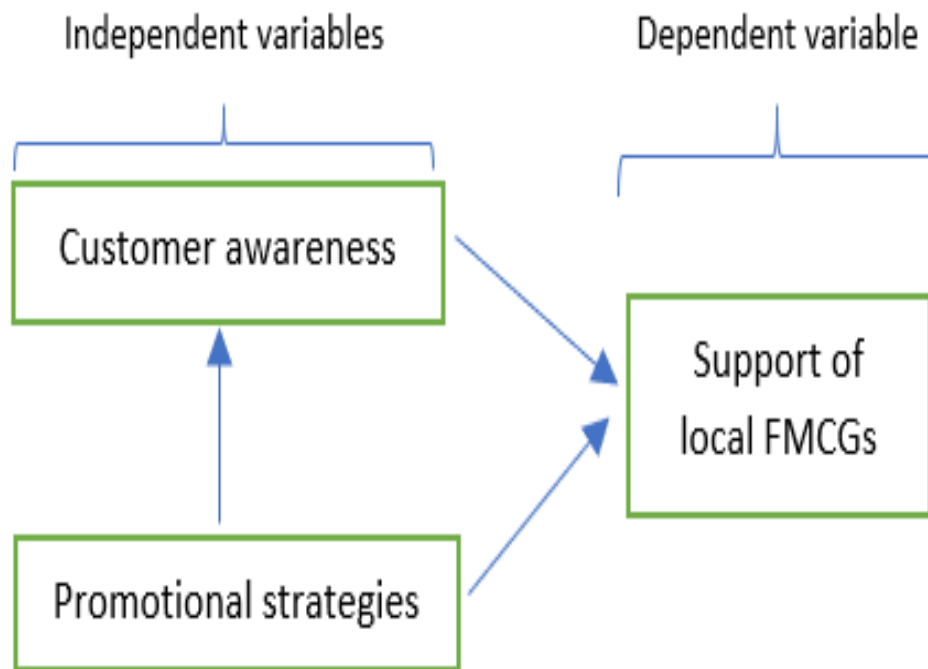 Independent variables
Dependent variable
Customer awareness
Support of
local FMCGs
Promotional strategies